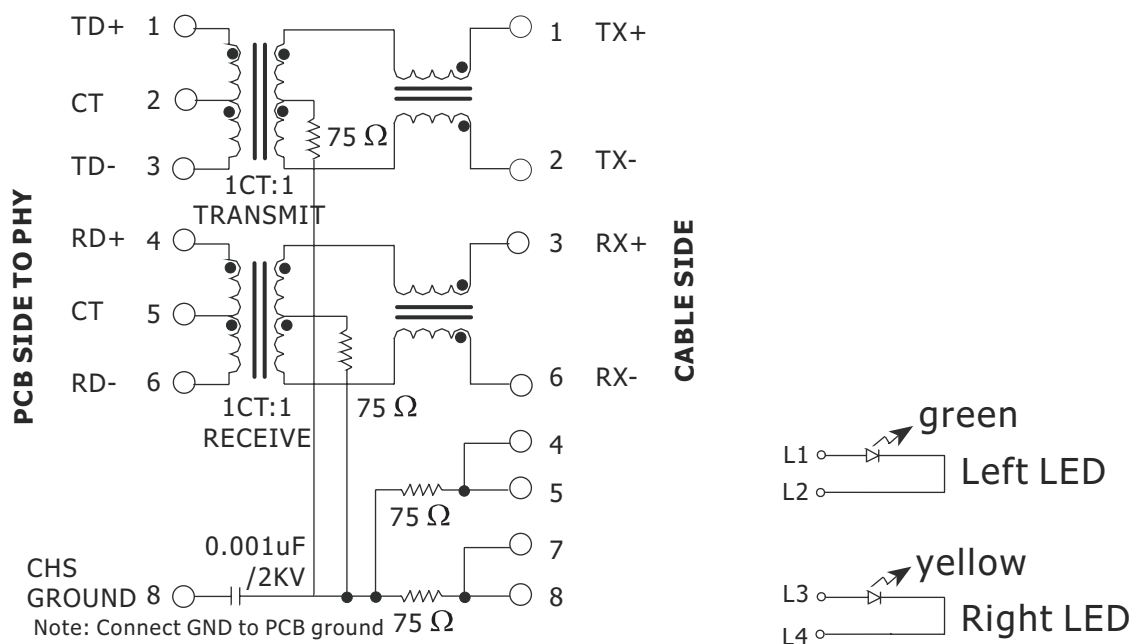 TD+ 1
CT 2
TD- 3
1CT:1
TRANSMIT
75 Ω
1 TX+
2 TX-
PCB SIDE TO PHY
RD+ 4
CT 5
RD- 6
1CT:1
RECEIVE
75 Ω
3 RX+
6 RX-
CABLE SIDE
4
5
75 Ω
7
8
75 Ω
0.001uF
/2KV
CHS
GROUND 8
Note: Connect GND to PCB ground
L1
L2
green
Left LED
L3
L4
yellow
Right LED